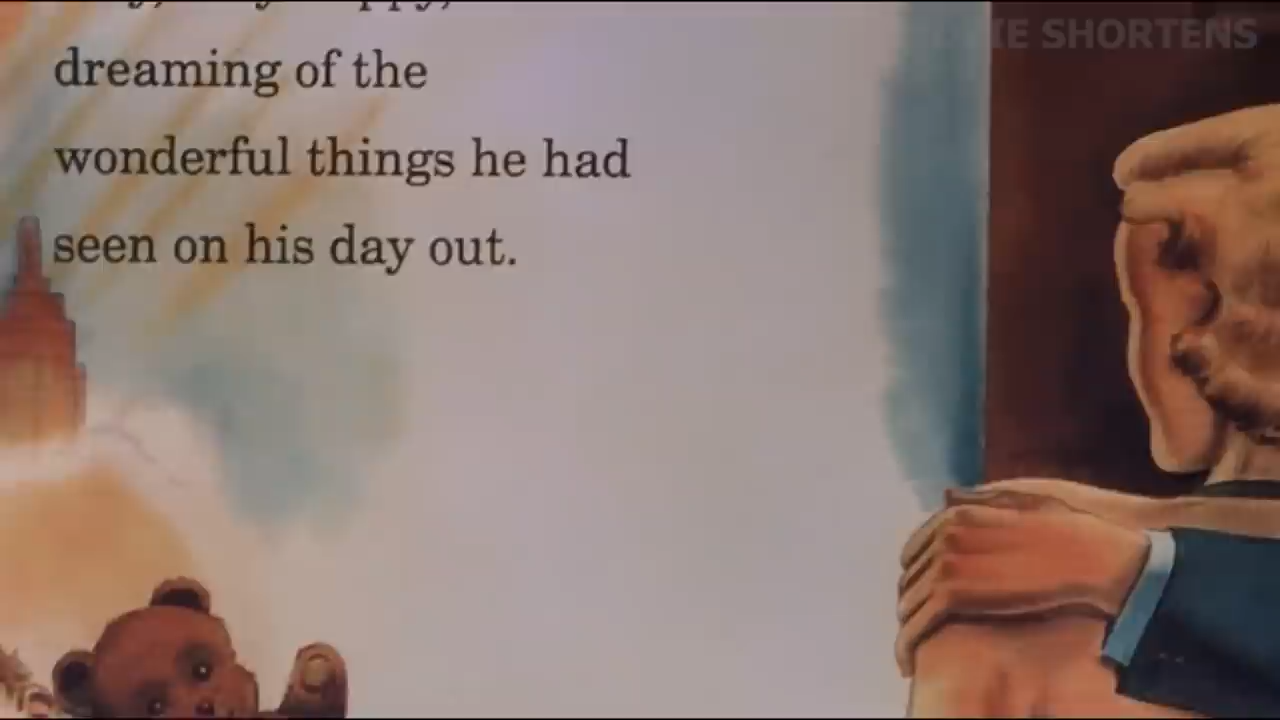 dreaming of the
wonderful things he had
seen on his day out.
SHORTENS